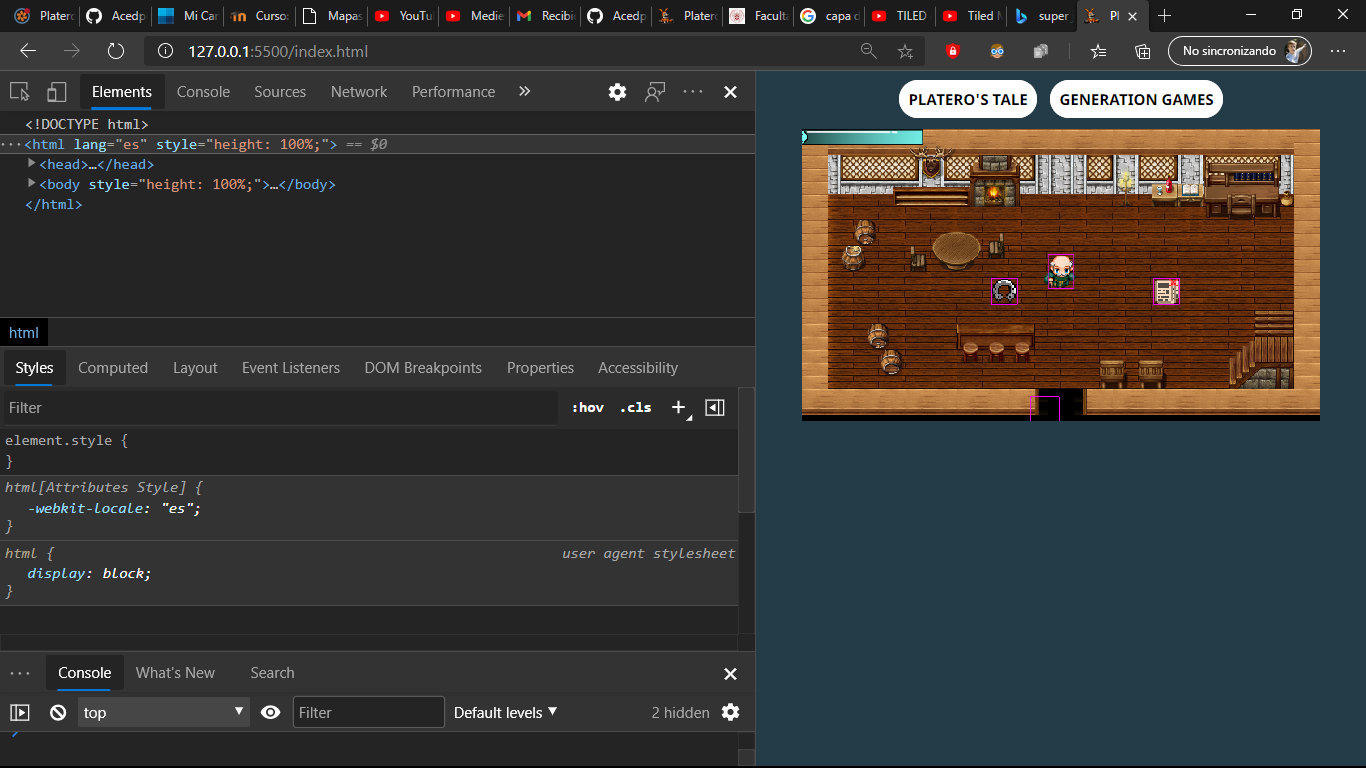 Platerc
Acedp
Mi Car
Curso:
Mapas
YouTu
Medie
Recibi
Acedp
Platero
Faculta
capa d
TILED
Tiled M
super
Pl
127.0.0.1:5500/index.html
No sincronizando
Elements Console Sources Network Performance
<!DOCTYPE html>
<html lang="es" style="height: 100%;"> == $0
<head>…</head>
<body style="height: 100%;">…</body>
</html>
html
Styles Computed Layout Event Listeners DOM Breakpoints Properties Accessibility
Filter :hov .cls
element.style {
}
html[Attributes Style] {
-webkit-locale: "es";
}
html { user agent stylesheet
display: block;
}
Console What's New Search
top Filter Default levels 2 hidden
PLATERO'S TALE GENERATION GAMES